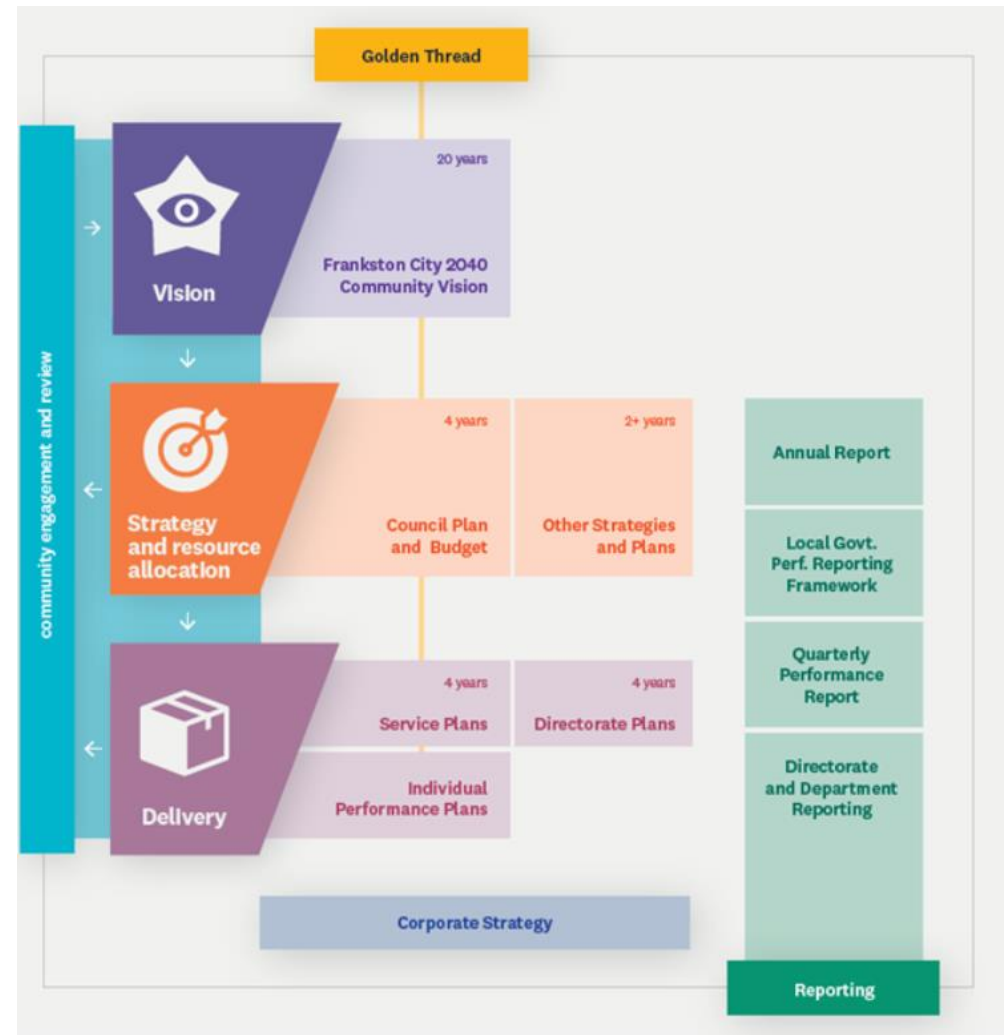 Golden Thread
community engagement and review
Vision
20 years
Frankston City 2040
Community Vision
Strategy
and resource
allocation
4 years
Council Plan
and Budget
2+ years
Other Strategies
and Plans
Delivery
4 years
Service Plans
4 years
Directorate Plans
Individual
Performance Plans
Corporate Strategy
Annual Report
Local Govt.
Perf. Reporting
Framework
Quarterly
Performance
Report
Directorate
and Department
Reporting
Reporting